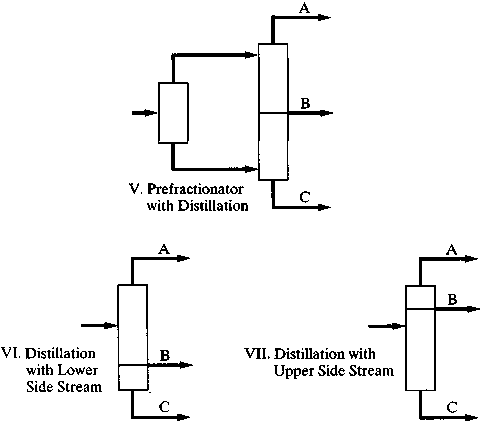 A
B
V. Prefractionator
with Distillation
C
A
VI. Distillation
with Lower
Side Stream
B
C
A
B
VII. Distillation with
Upper Side Stream
C